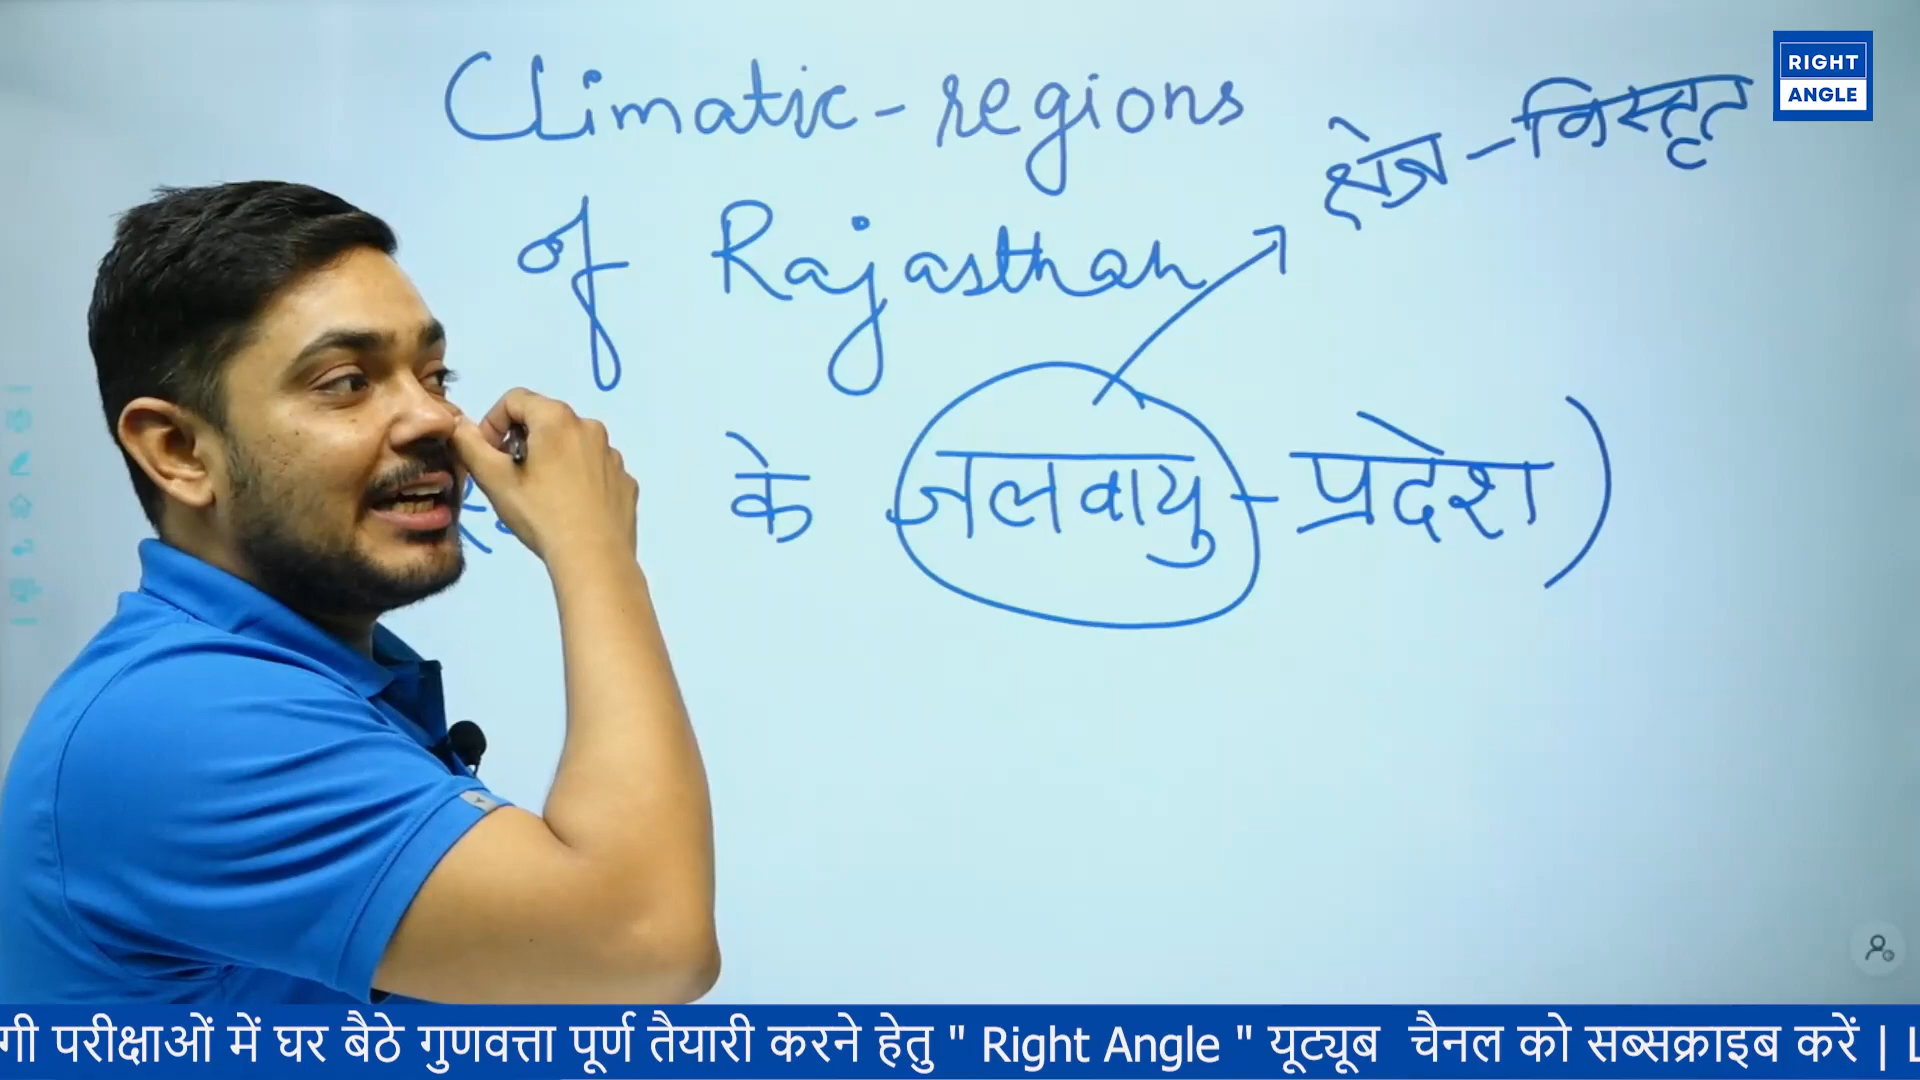 Climatic-regions
of Rajasthan
क्षेत्र-विस्तृत
के जलवायु-प्रदेश)
RIGHT
ANGLE
गी परीक्षाओं में घर बैठे गुणवत्ता पूर्ण तैयारी करने हेतु " Right Angle " यूट्यूब चैनल को सब्सक्राइब करें | L